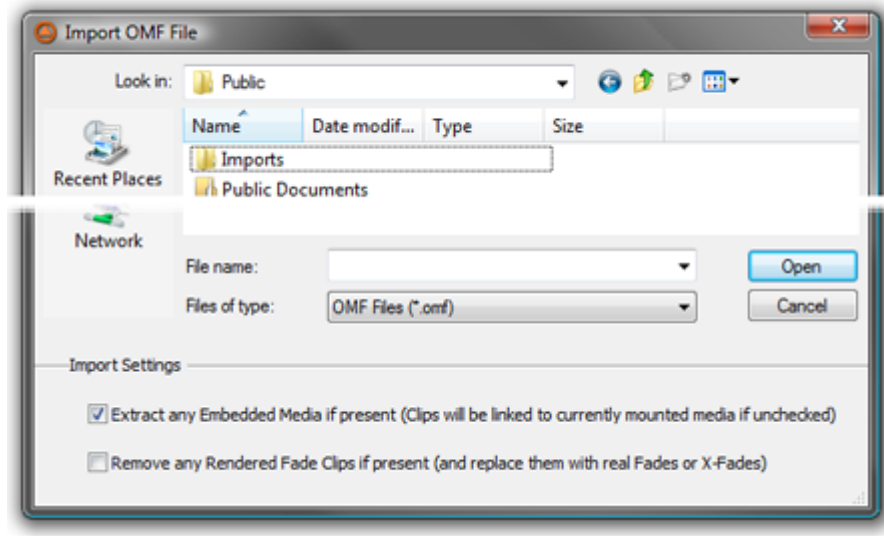 Import OMF File
Look in: Public
Name Date modif... Type Size
Imports
Recent Places
Public Documents
Network
File name: Open
Files of type: OMF Files (*.omf) Cancel
Import Settings
Extract any Embedded Media if present (Clips will be linked to currently mounted media if unchecked)
Remove any Rendered Fade Clips if present (and replace them with real Fades or X-Fades)